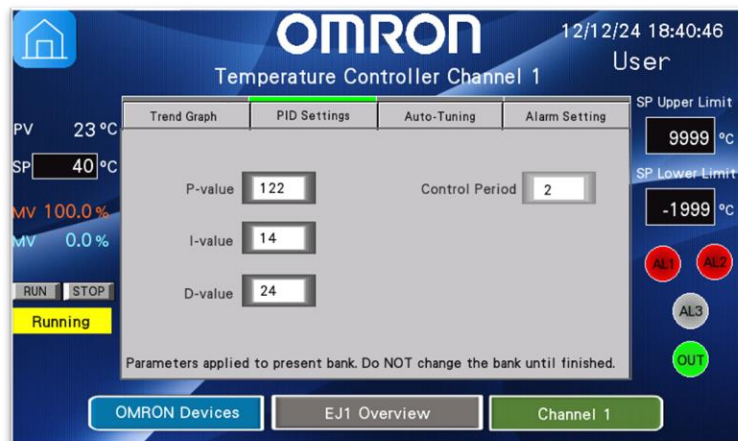 OMRON
12/12/24 18:40:46
User
Temperature Controller Channel 1
PV 23 °C
SP 40 °C
MV 100.0 %
MV 0.0 %
RUN STOP
Running
Trend Graph PID Settings Auto-Tuning Alarm Setting
P-value 122
Control Period 2
I-value 14
D-value 24
Parameters applied to present bank. Do NOT change the bank until finished.
SP Upper Limit
9999 °C
SP Lower Limit
-1999 °C
AL1 AL2
AL3
OUT
OMRON Devices EJ1 Overview Channel 1